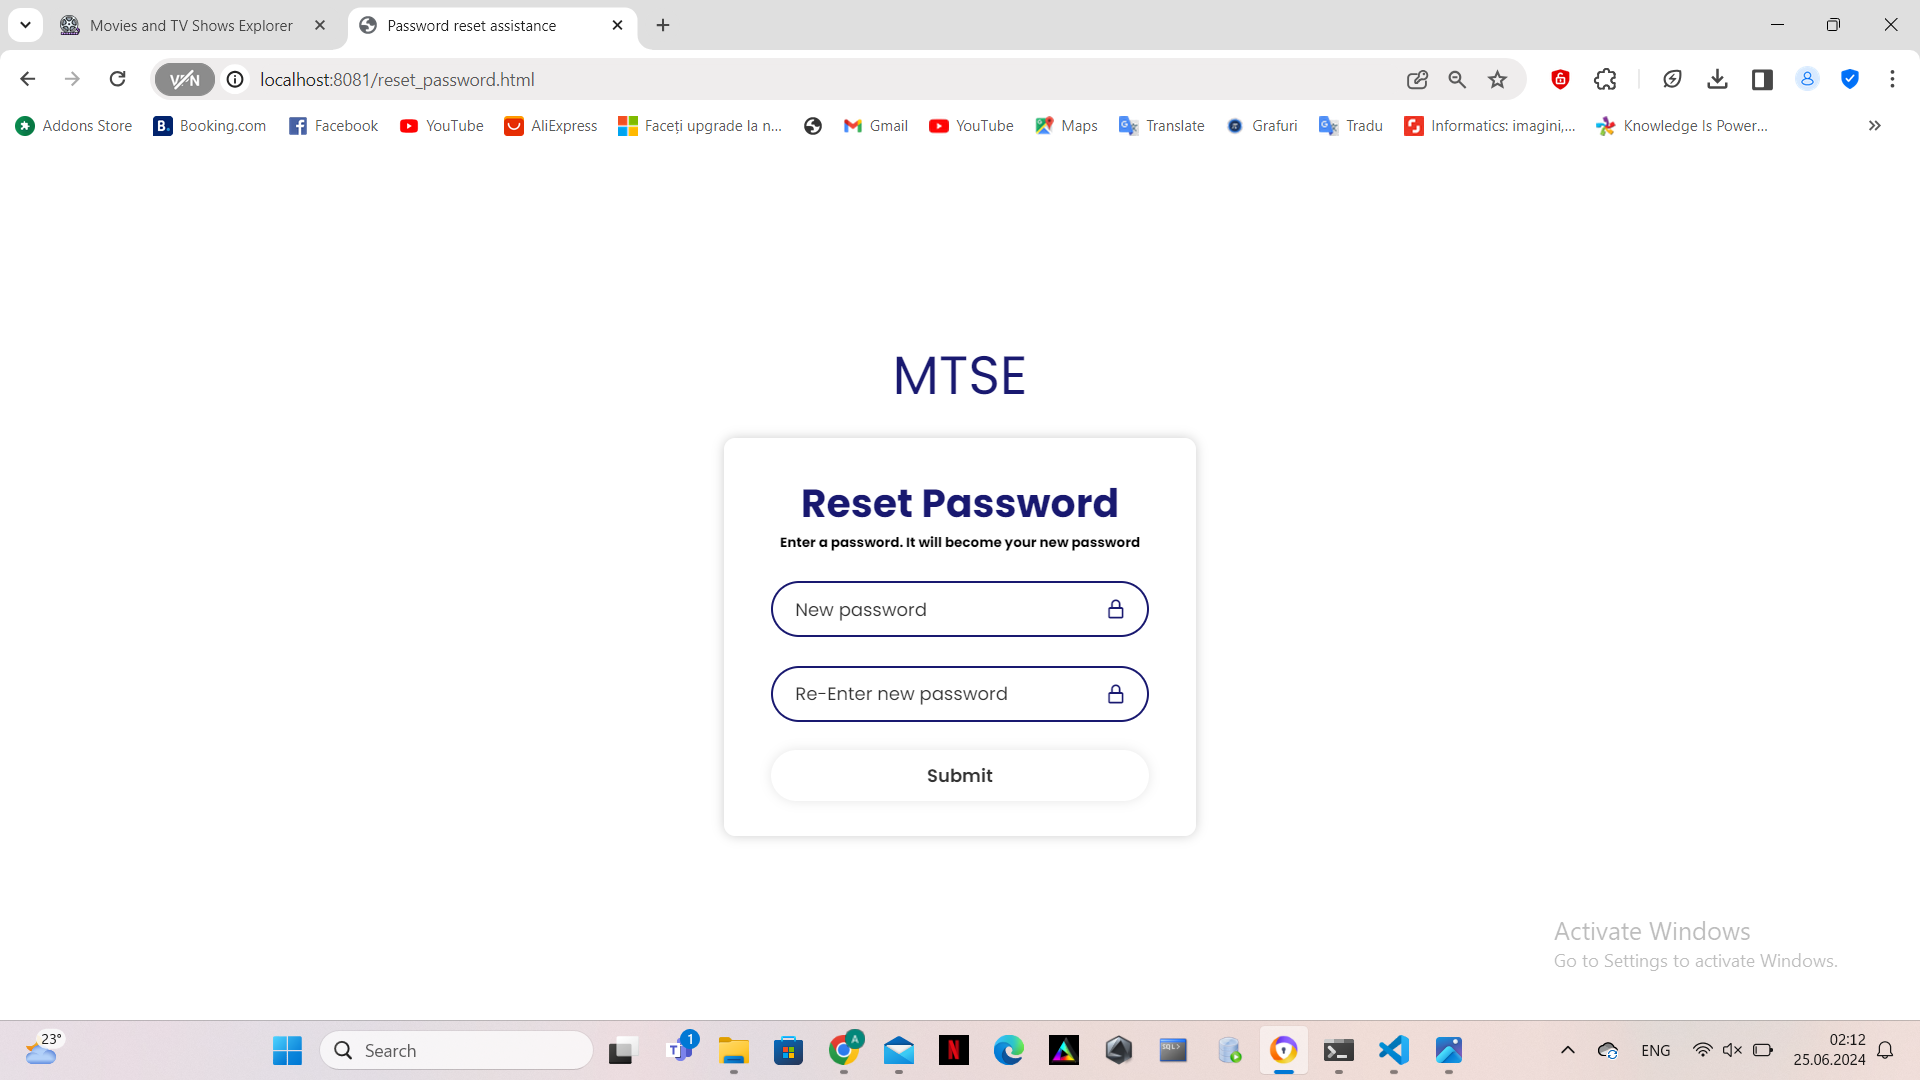 Movies and TV Shows Explorer
Password reset assistance
VPN
localhost:8081/reset_password.html
Addons Store
B.
Booking.com
Facebook
YouTube
AliExpress
Faceți upgrade la n...
Gmail
YouTube
Maps
Translate
Grafuri
Tradu
Informatics: imagini,...
Knowledge Is Power...
MTSE
Reset Password
Enter a password. It will become your new password
New password
Re-Enter new password
Submit
Activate Windows
Go to Settings to activate Windows.
23°
Search
1
T
A
N
SQL>
ENG
02:12
25.06.2024